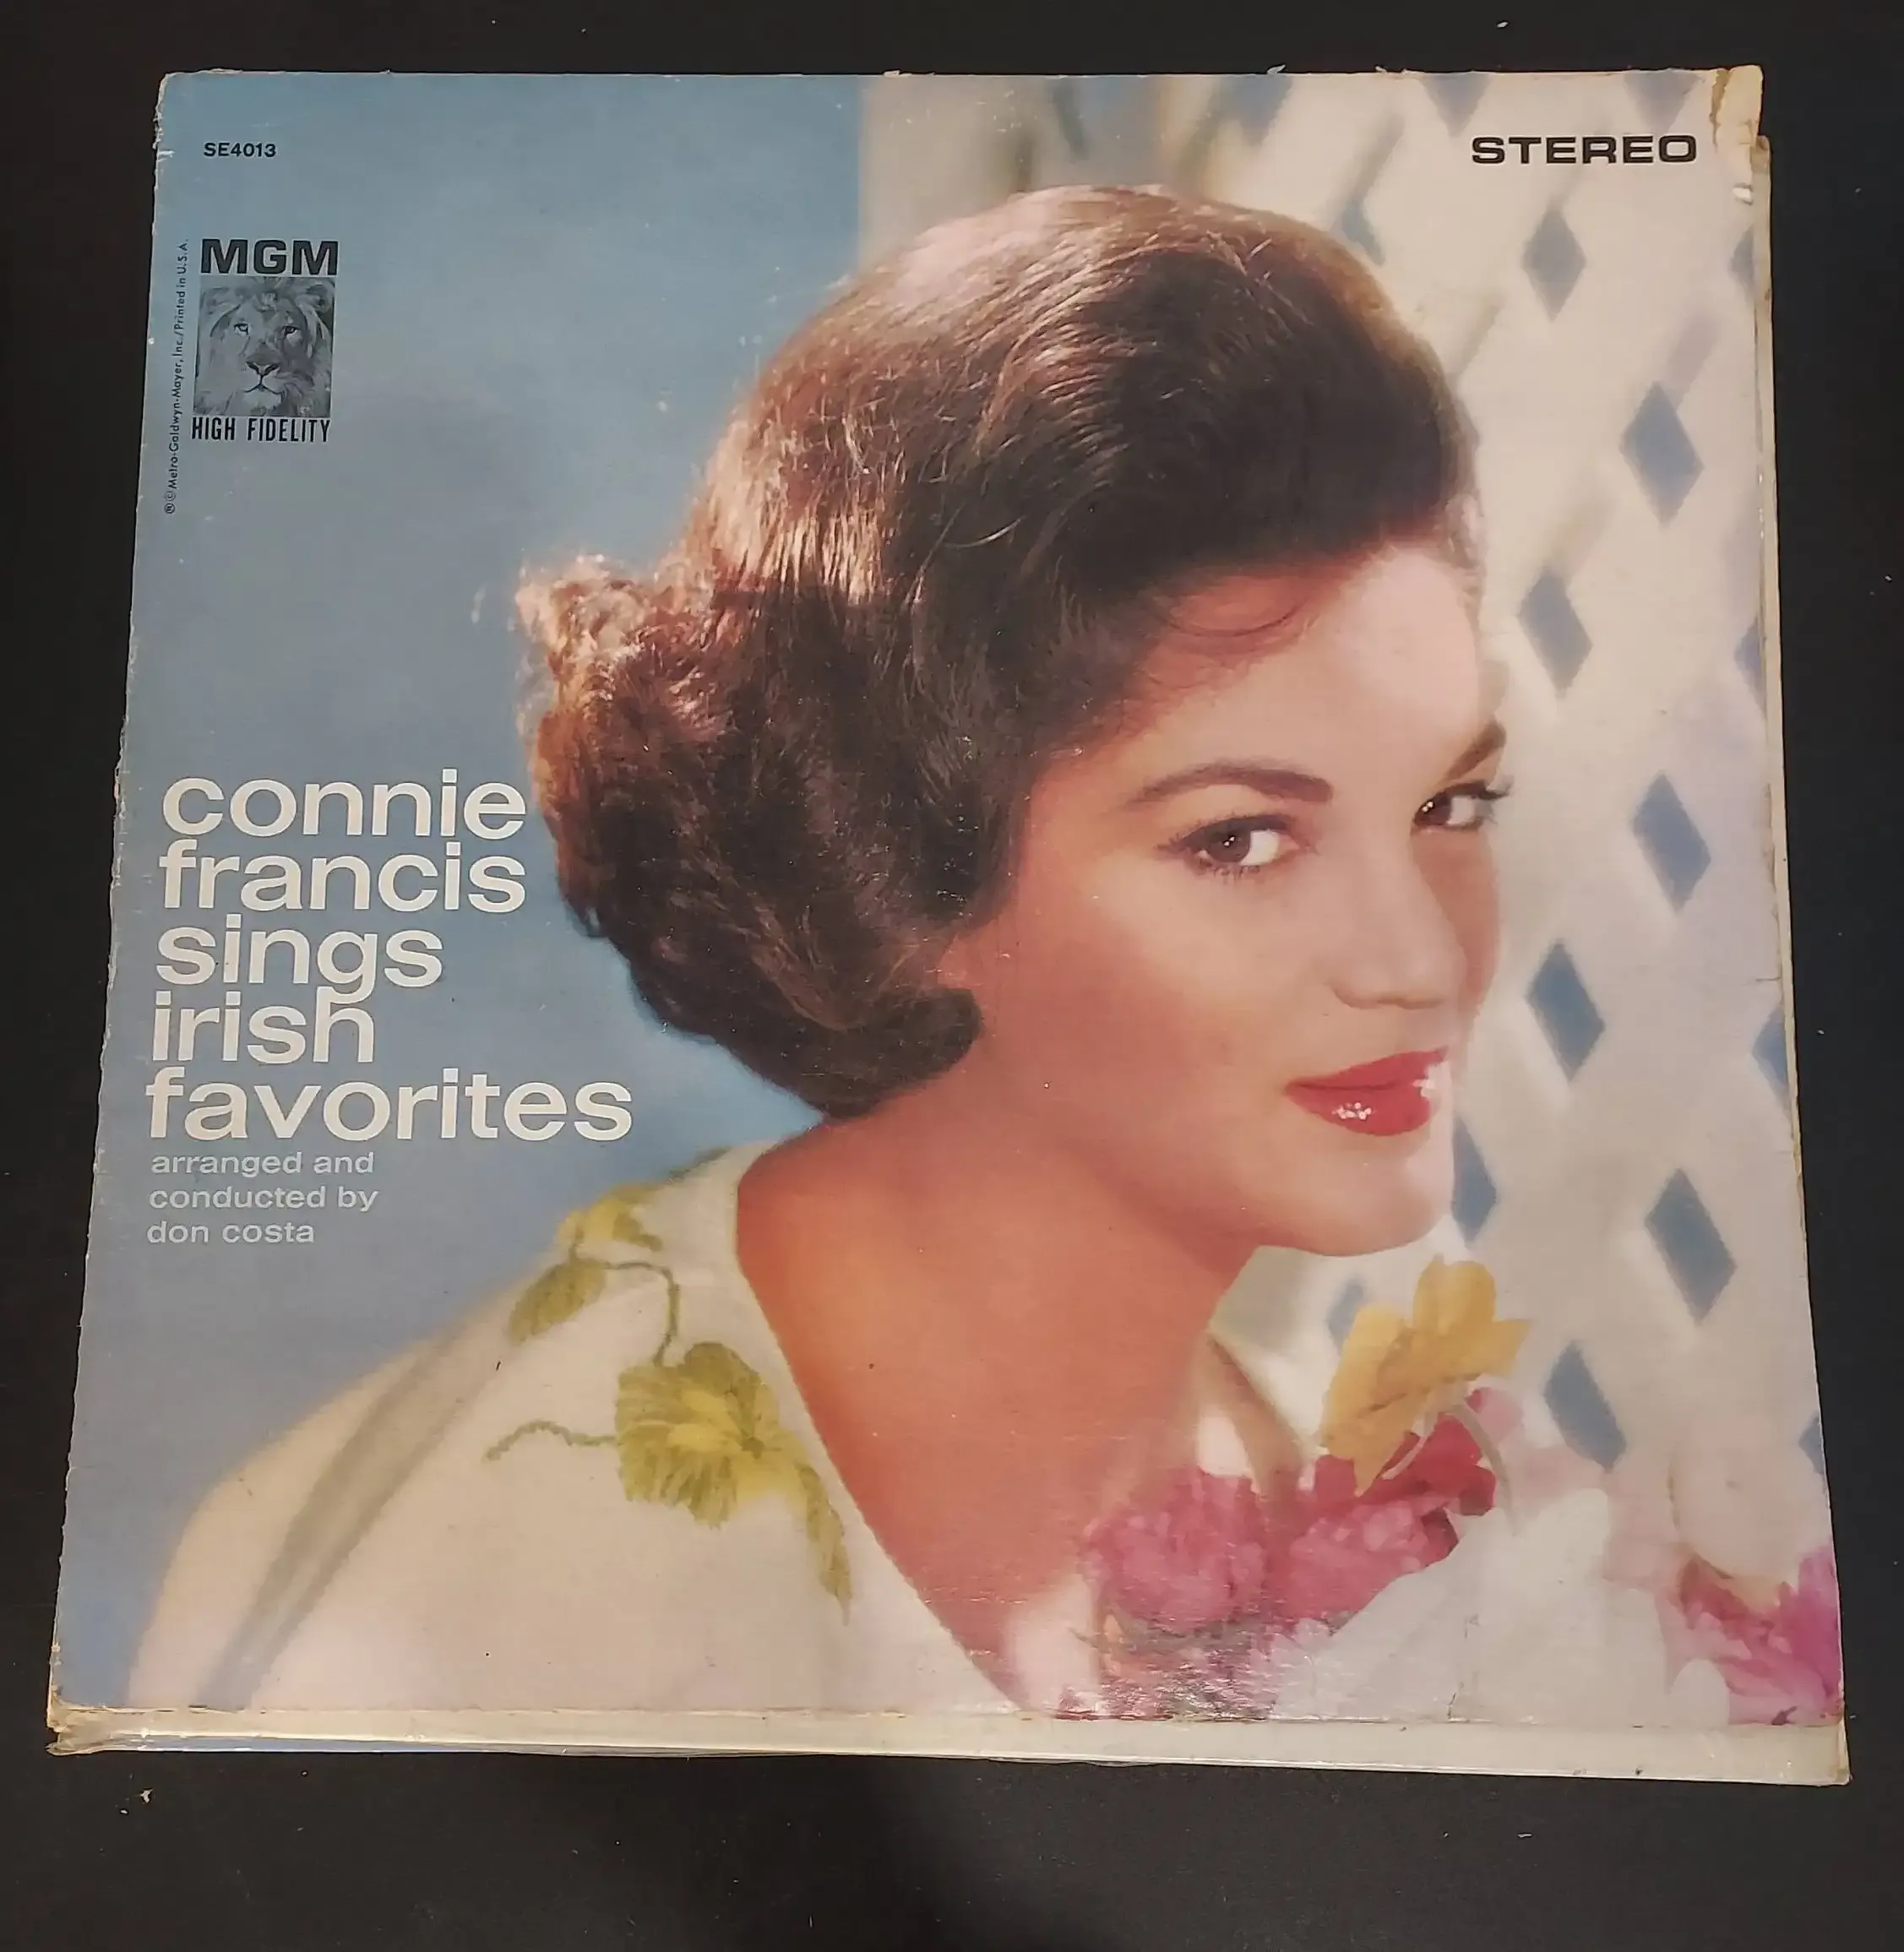 SE4013
STEREO
MGM
HIGH FIDELITY
®©Metro-Goldwyn-Mayer, Inc./Printed in U.S.A.
connie
francis
sings
irish
favorites
arranged and
conducted by
don costa